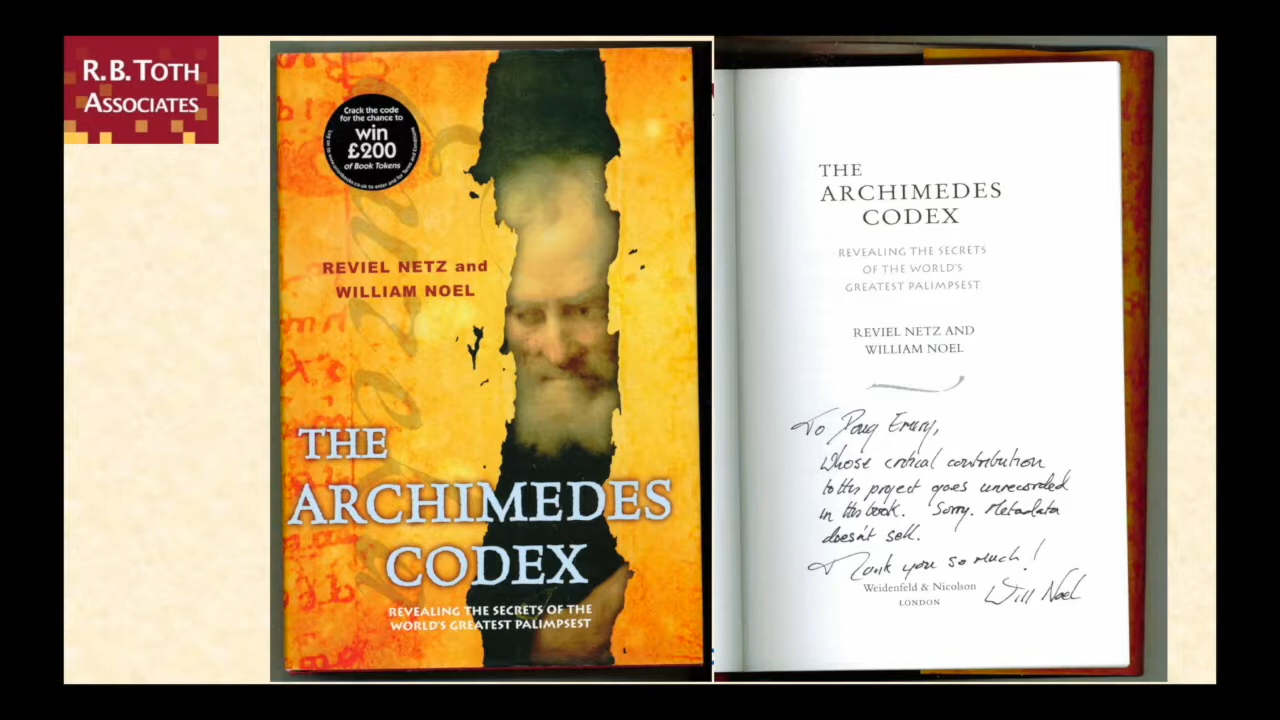 R.B. TOTH
ASSOCIATES
Crack the code
for the chance to
win
£200
of Book Tokens
REVIEL NETZ and
WILLIAM NOEL
THE
ARCHIMEDES
CODEX
REVEALING THE SECRETS OF THE
WORLD'S GREATEST PALIMPSEST
THE
ARCHIMEDES
CODEX
REVEALING THE SECRETS
OF THE WORLD'S
GREATEST PALIMPSEST
REVIEL NETZ AND
WILLIAM NOEL
To Doug Emery,
Whose critical contribution
to this project goes unrecorded
in this book. Sorry. Metadata
doesn't sell.
Thank you so much!
Weidenfeld & Nicolson
LONDON
Will Noel